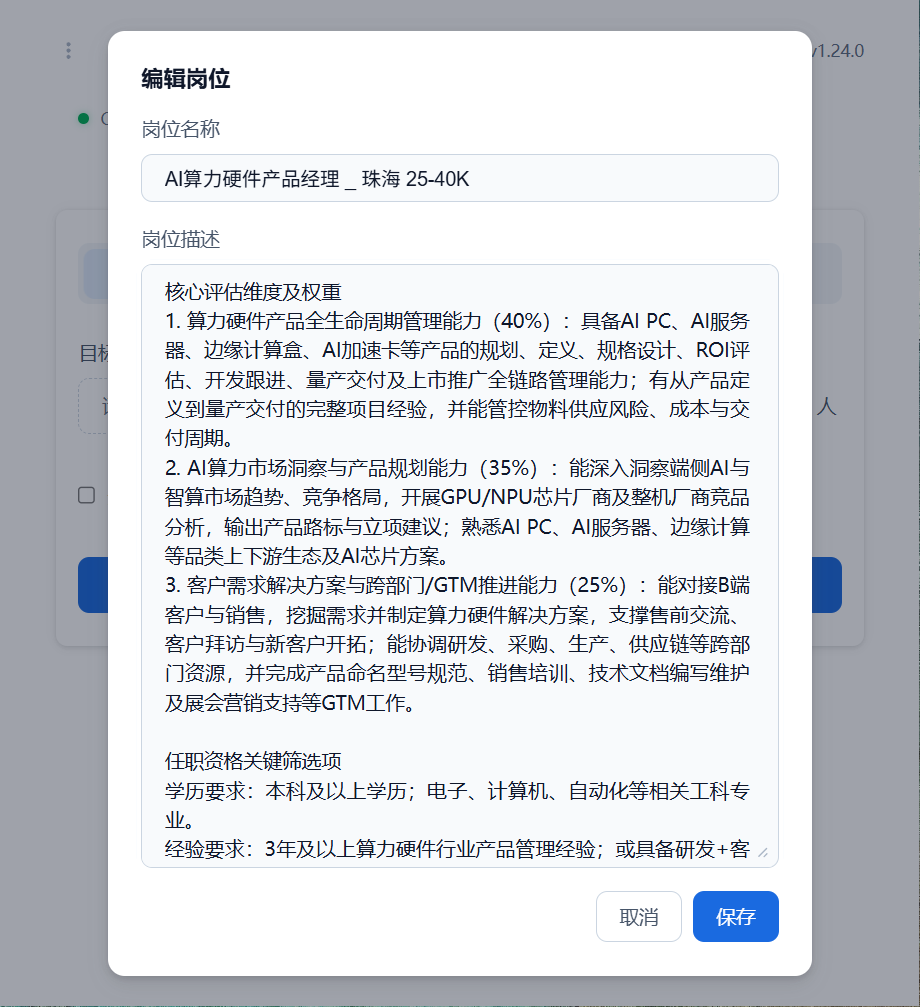 v1.24.0
编辑岗位
岗位名称
AI算力硬件产品经理 _ 珠海 25-40K
岗位描述
核心评估维度及权重
1. 算力硬件产品全生命周期管理能力（40%）：具备AI PC、AI服务
器、边缘计算盒、AI加速卡等产品的规划、定义、规格设计、ROI评
估、开发跟进、量产交付及上市推广全链路管理能力；有从产品定
义到量产交付的完整项目经验，并能管控物料供应风险、成本与交
付周期。
2. AI算力市场洞察与产品规划能力（35%）：能深入洞察端侧AI与
智算市场趋势、竞争格局，开展GPU/NPU芯片厂商及整机厂商竞品
分析，输出产品路标与立项建议；熟悉AI PC、AI服务器、边缘计算
等品类上下游生态及AI芯片方案。
3. 客户需求解决方案与跨部门/GTM推进能力（25%）：能对接B端
客户与销售，挖掘需求并制定算力硬件解决方案，支撑售前交流、
客户拜访与新客户开拓；能协调研发、采购、生产、供应链等跨部
门资源，并完成产品命名型号规范、销售培训、技术文档编写维护
及展会营销支持等GTM工作。
任职资格关键筛选项
学历要求：本科及以上学历；电子、计算机、自动化等相关工科专
业。
经验要求：3年及以上算力硬件行业产品管理经验；或具备研发+客
目标
人
取消
保存